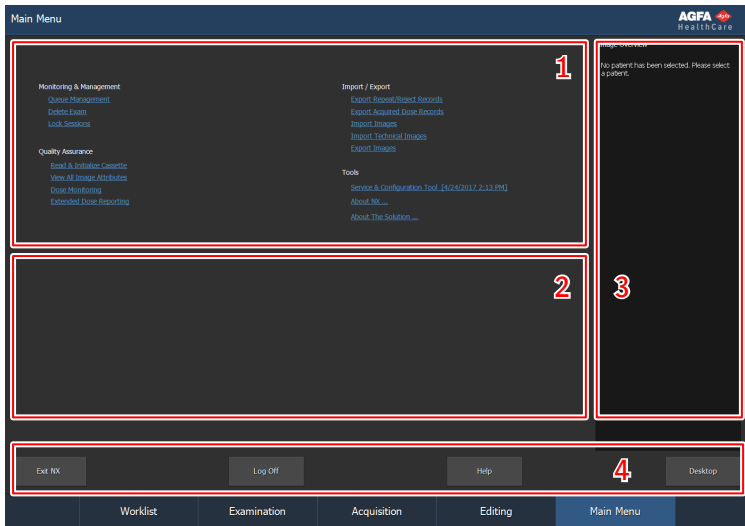 Main Menu
AGFA
HealthCare
1
Image Overview
No patient has been selected. Please select
a patient.
Monitoring & Management
Queue Management
Delete Exam
Lock Sessions
Quality Assurance
Read & Initialize Cassette
View All Image Attributes
Dose Monitoring
Extended Dose Reporting
Import / Export
Export Repeat/Reject Records
Export Acquired Dose Records
Import Images
Import Technical Images
Export Images
Tools
Service & Configuration Tool [4/24/2017 2:13 PM]
About NX ...
About The Solution ...
2
3
4
Exit NX
Log Off
Help
Desktop
Worklist
Examination
Acquisition
Editing
Main Menu